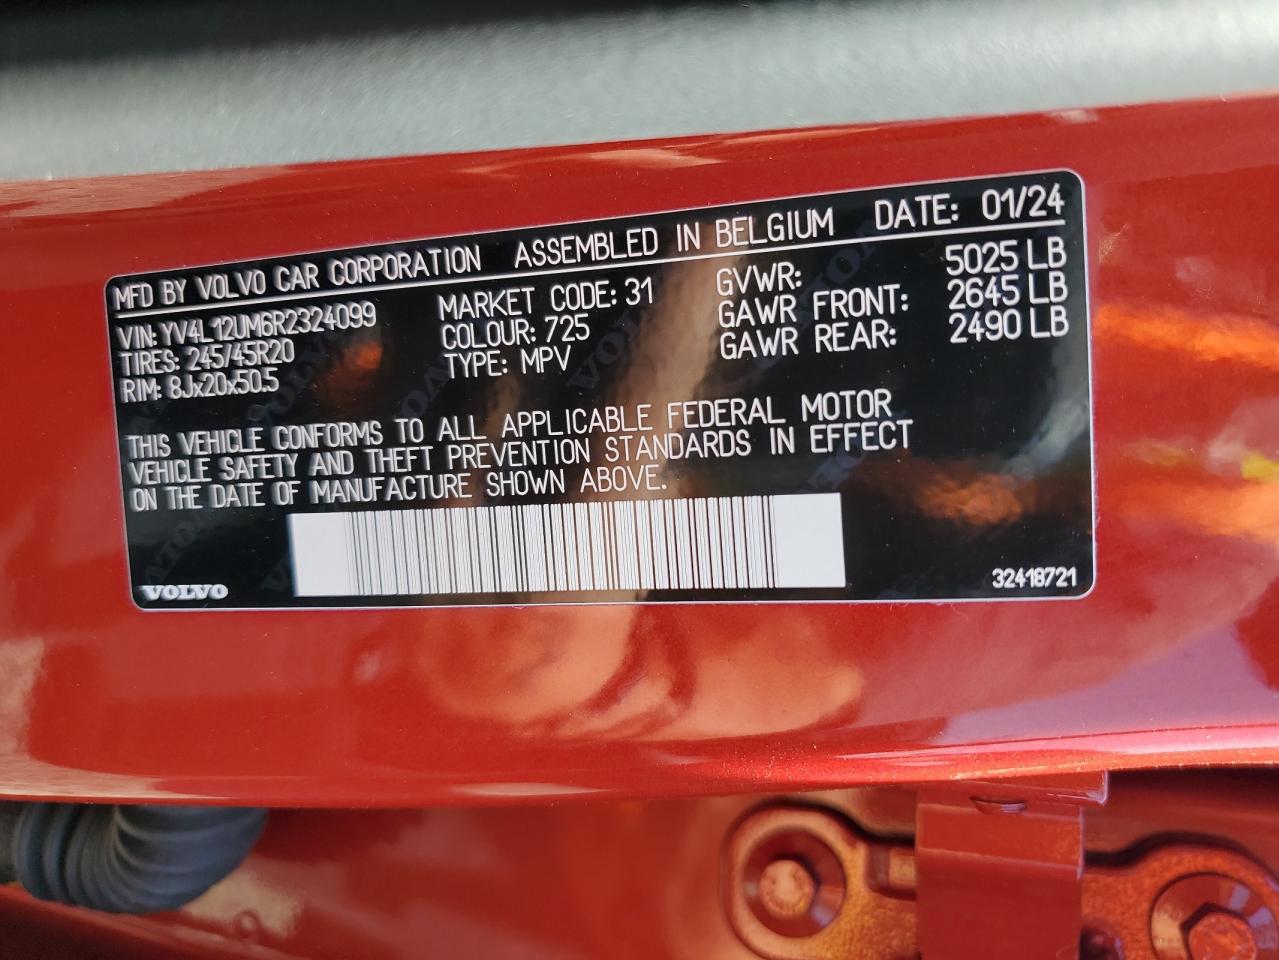 MFD BY VOLVO CAR CORPORATION ASSEMBLED IN BELGIUM DATE: 01/24
VIN: YV4L12UM6R2324099 MARKET CODE: 31 GVWR: 5025 LB
TIRES: 245/45R20 COLOUR: 725 GAWR FRONT: 2645 LB
RIM: 8Jx20x50.5 TYPE: MPV GAWR REAR: 2490 LB
THIS VEHICLE CONFORMS TO ALL APPLICABLE FEDERAL MOTOR
VEHICLE SAFETY AND THEFT PREVENTION STANDARDS IN EFFECT
ON THE DATE OF MANUFACTURE SHOWN ABOVE.
VOLVO 32418721